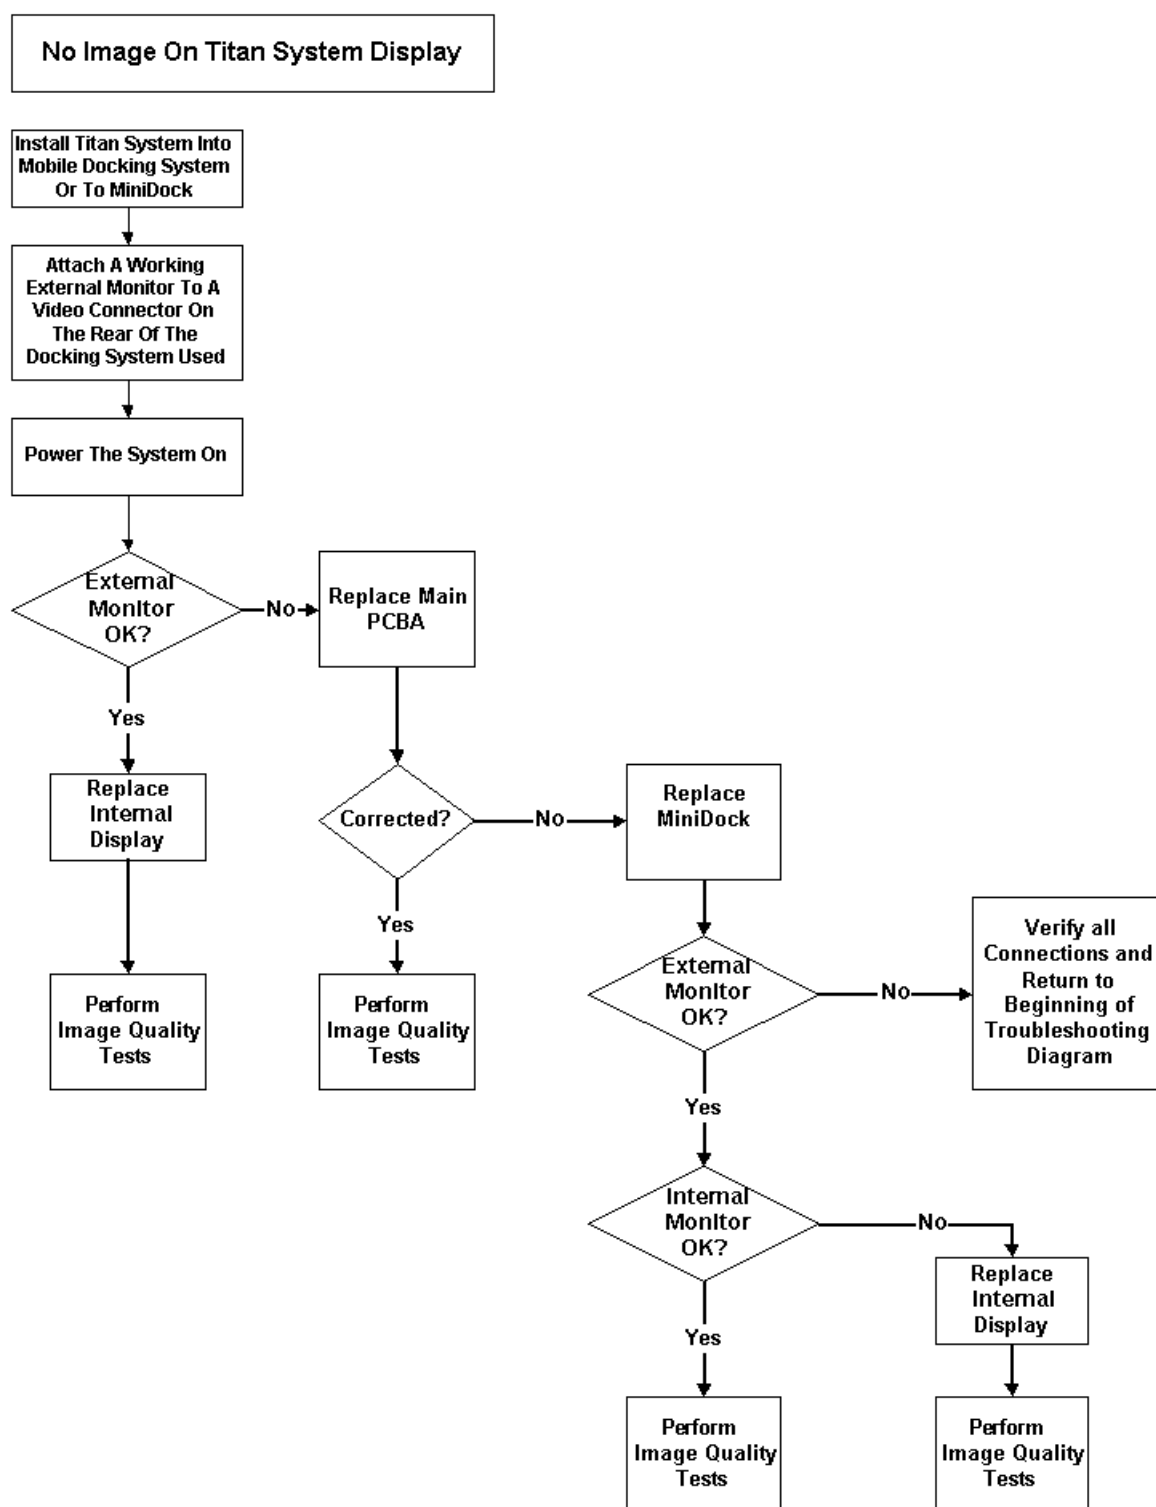 No Image On Titan System Display
Install Titan System Into
Mobile Docking System
Or To MiniDock
Attach A Working
External Monitor To A
Video Connector On
The Rear Of The
Docking System Used
Power The System On
External
Monitor
OK?
No
Replace Main
PCBA
Yes
Replace
Internal
Display
Corrected?
No
Replace
MiniDock
Yes
Perform
Image Quality
Tests
Perform
Image Quality
Tests
External
Monitor
OK?
No
Verify all
Connections and
Return to
Beginning of
Troubleshooting
Diagram
Yes
Internal
Monitor
OK?
No
Replace
Internal
Display
Yes
Perform
Image Quality
Tests
Perform
Image Quality
Tests